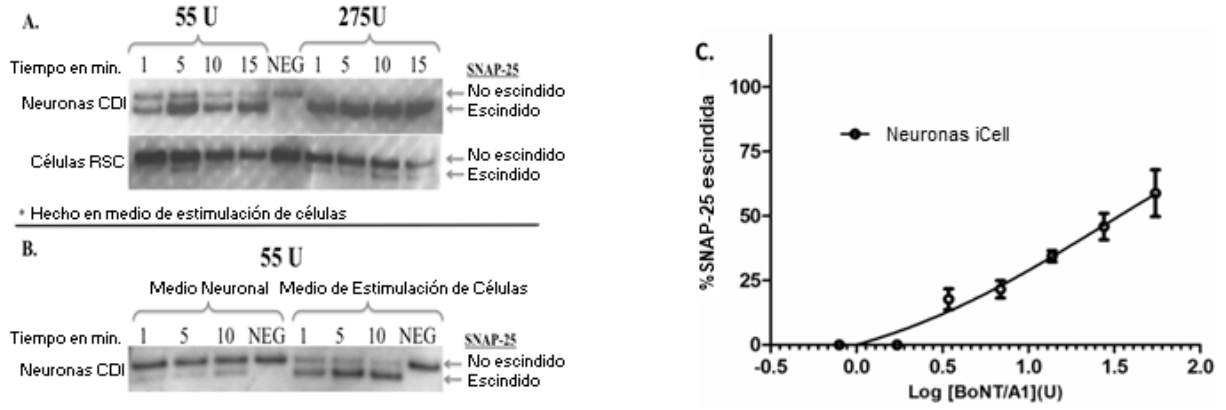 A.
55 U 275U
Tiempo en min. 1 5 10 15 NEG 1 5 10 15 SNAP-25
Neuronas CDI
No escindido
Escindido
Células RSC
No escindido
Escindido
* Hecho en medio de estimulación de células
B.
55 U
Medio Neuronal Medio de Estimulación de Células
Tiempo en min. 1 5 10 NEG 1 5 10 NEG SNAP-25
Neuronas CDI
No escindido
Escindido
C.
%SNAP-25 escindida
100
75
50
25
0
Neuronas iCell
-0.5 0.0 0.5 1.0 1.5 2.0
Log [BoNT/A1](U)